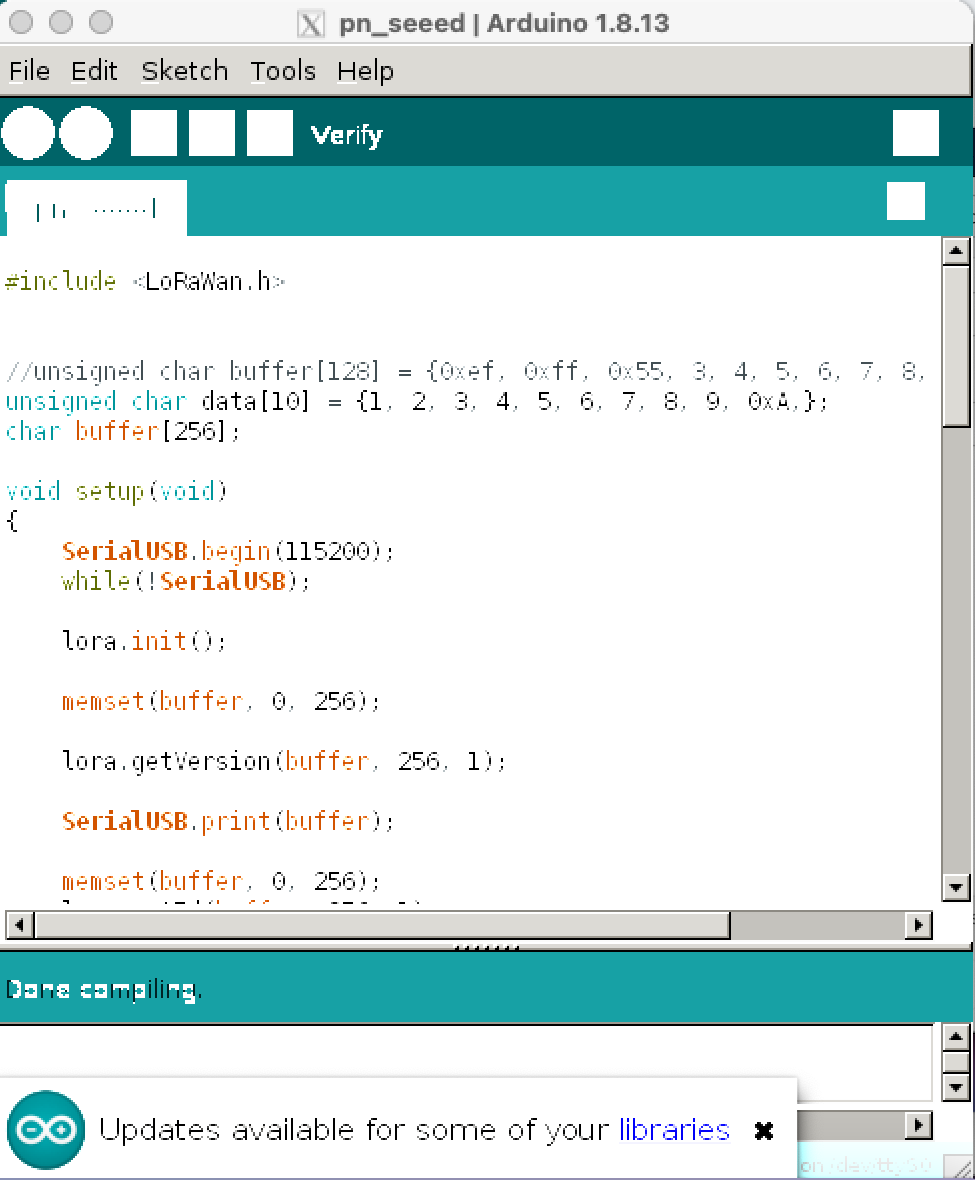 pn_seeed | Arduino 1.8.13
File Edit Sketch Tools Help
Verify
#include <LoRaWan.h>
//unsigned char buffer[128] = {0xef, 0xff, 0x55, 3, 4, 5, 6, 7, 8,
unsigned char data[10] = {1, 2, 3, 4, 5, 6, 7, 8, 9, 0xA,};
char buffer[256];
void setup(void)
{
SerialUSB.begin(115200);
while(!SerialUSB);
lora.init();
memset(buffer, 0, 256);
lora.getVersion(buffer, 256, 1);
SerialUSB.print(buffer);
memset(buffer, 0, 256);
Done compiling.
Updates available for some of your libraries
on /dev/ttyS0